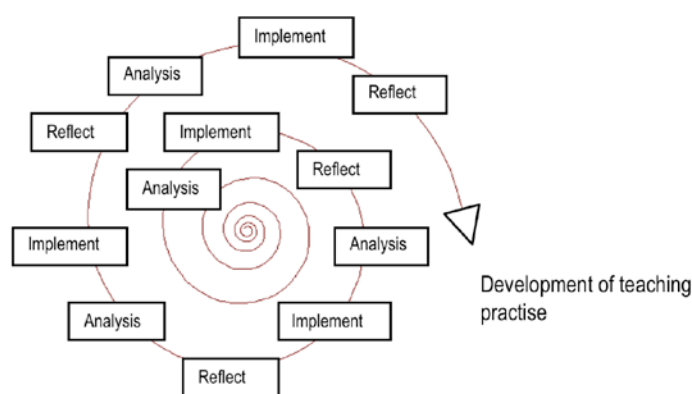 Implement
Analysis
Reflect
Reflect
Implement
Reflect
Analysis
Implement
Analysis
Analysis
Implement
Reflect
Development of teaching
practise